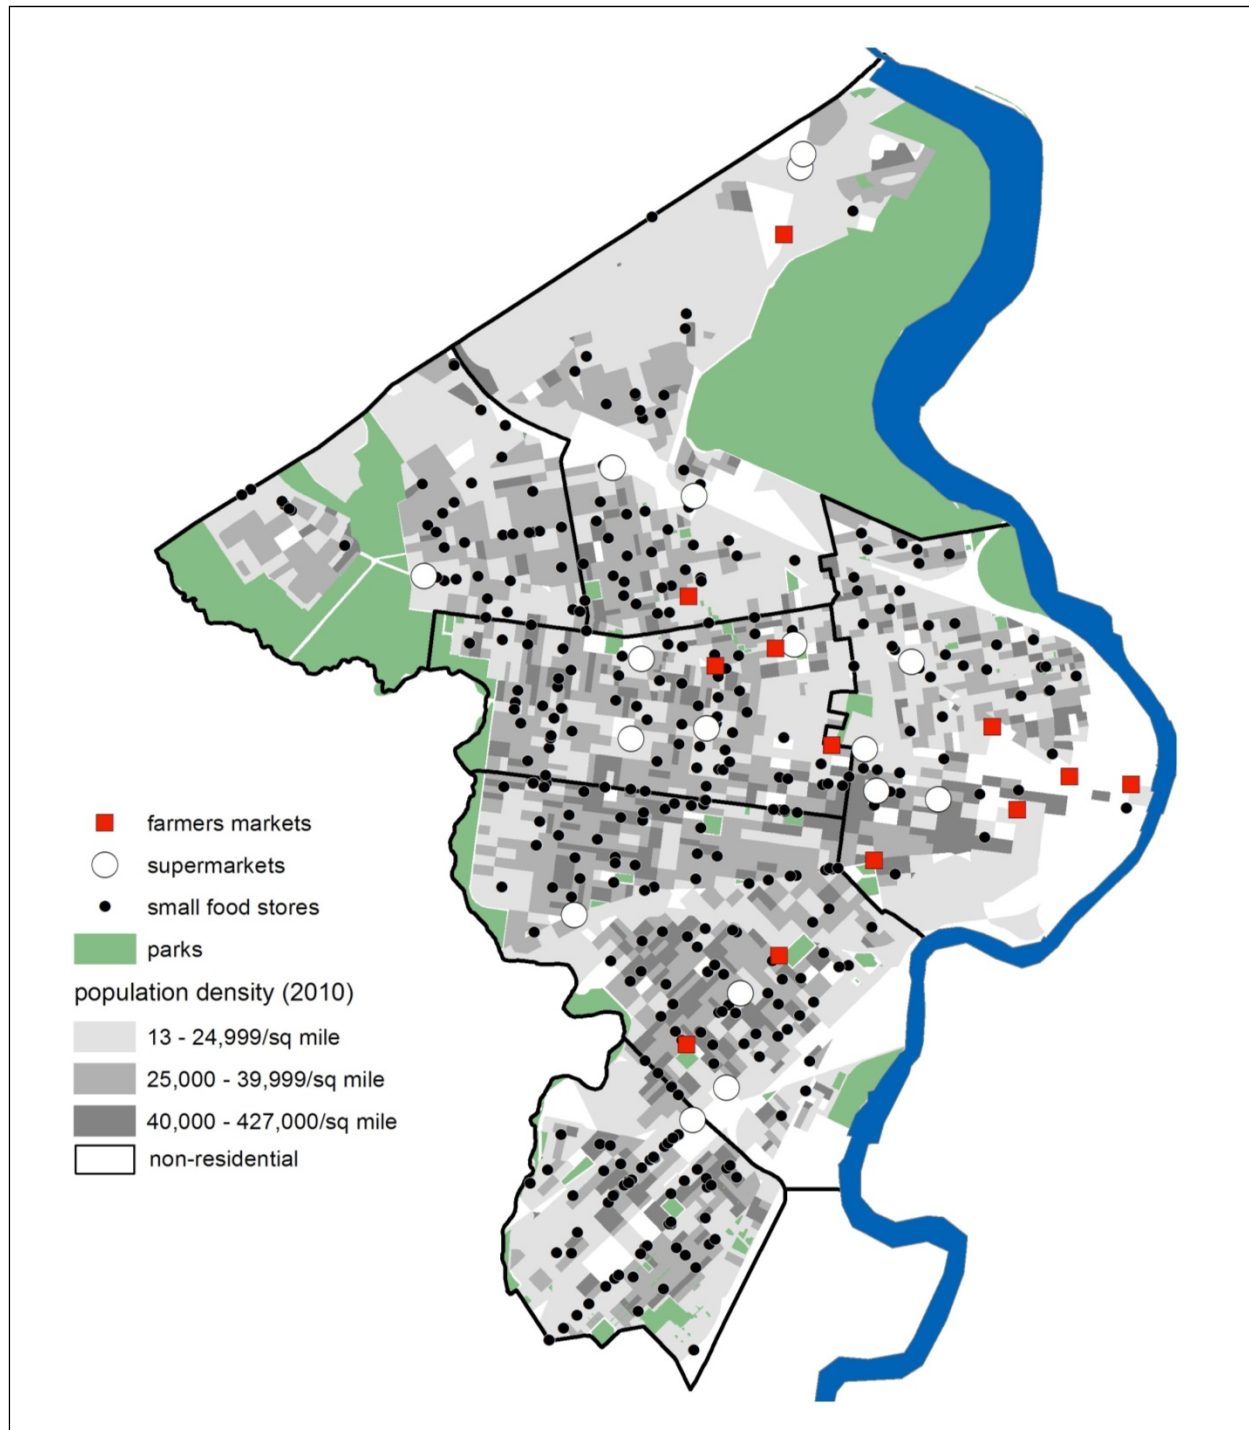 farmers markets
supermarkets
small food stores
parks
population density (2010)
13 - 24,999/sq mile
25,000 - 39,999/sq mile
40,000 - 427,000/sq mile
non-residential